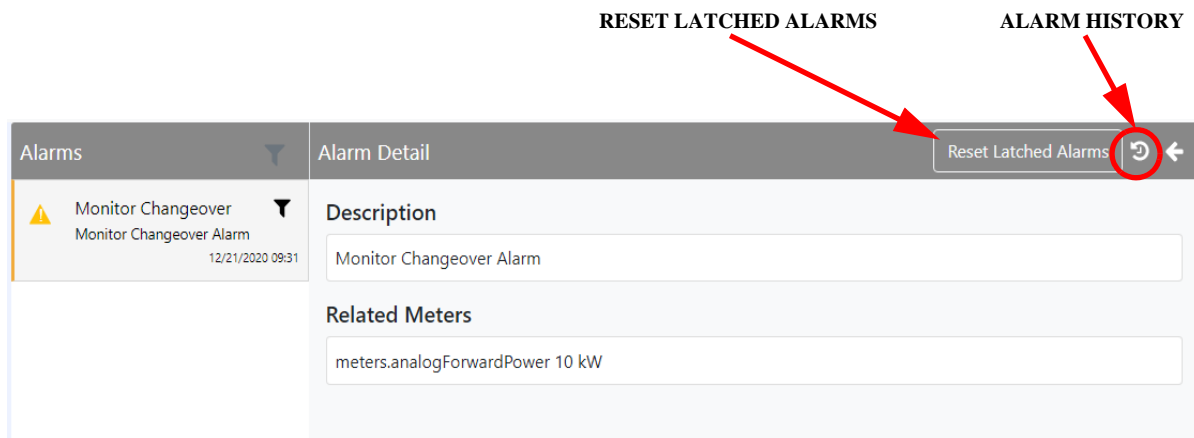 RESET LATCHED ALARMS
ALARM HISTORY
Alarms
Alarm Detail
Reset Latched Alarms
Monitor Changeover
Monitor Changeover Alarm
12/21/2020 09:31
Description
Monitor Changeover Alarm
Related Meters
meters.analogForwardPower 10 kW